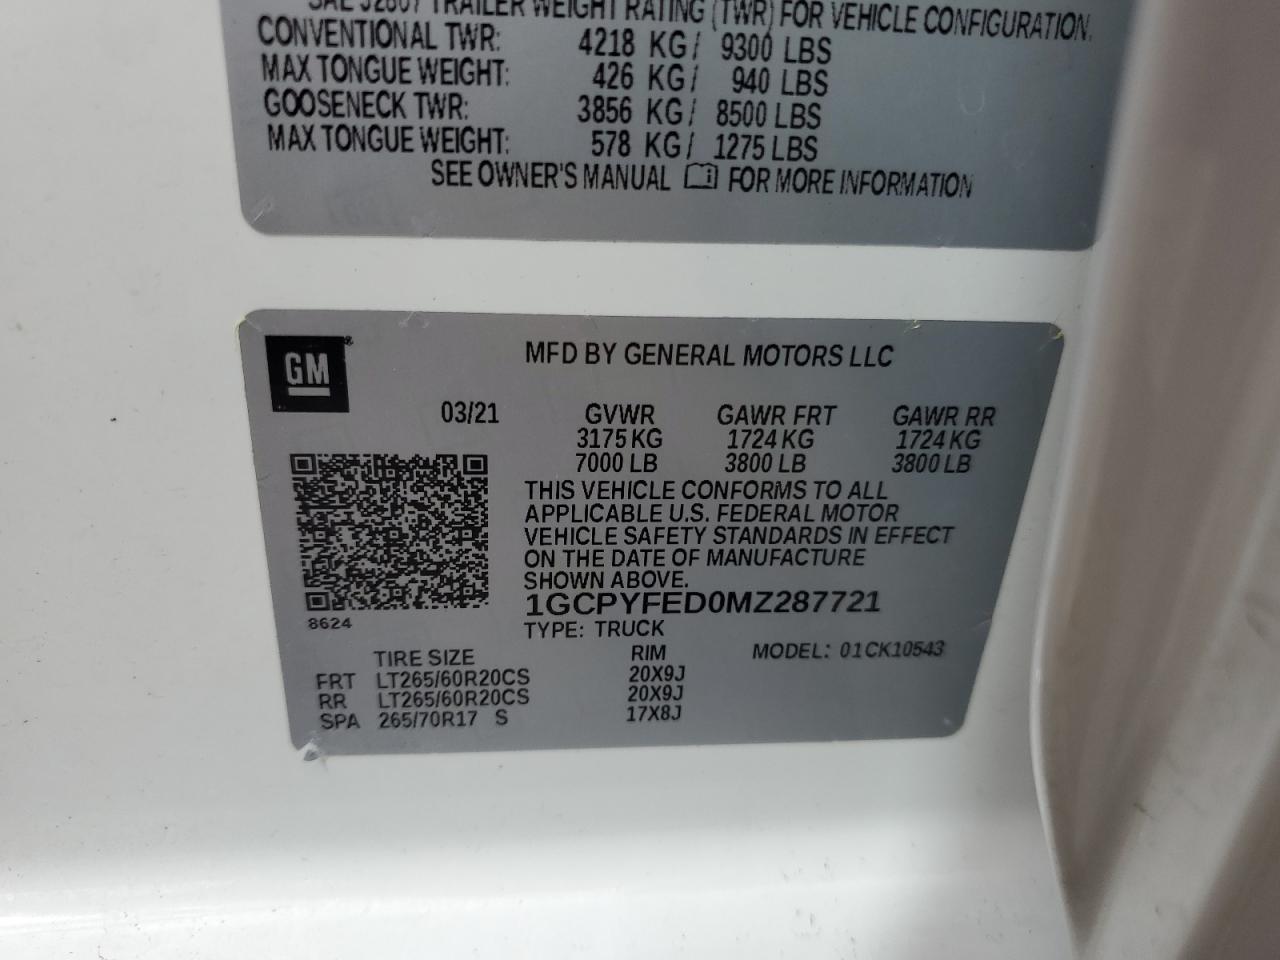 SAE J2807 TRAILER WEIGHT RATING (TWR) FOR VEHICLE CONFIGURATION.
CONVENTIONAL TWR: 4218 KG/ 9300 LBS
MAX TONGUE WEIGHT: 426 KG/ 940 LBS
GOOSENECK TWR: 3856 KG/ 8500 LBS
MAX TONGUE WEIGHT: 578 KG/ 1275 LBS
SEE OWNER'S MANUAL FOR MORE INFORMATION
GM®
MFD BY GENERAL MOTORS LLC
03/21 GVWR GAWR FRT GAWR RR
3175 KG 1724 KG 1724 KG
7000 LB 3800 LB 3800 LB
THIS VEHICLE CONFORMS TO ALL
APPLICABLE U.S. FEDERAL MOTOR
VEHICLE SAFETY STANDARDS IN EFFECT
ON THE DATE OF MANUFACTURE
SHOWN ABOVE.
1GCPYFED0MZ287721
8624
TYPE: TRUCK
TIRE SIZE RIM MODEL: 01CK10543
FRT LT265/60R20CS 20X9J
RR LT265/60R20CS 20X9J
SPA 265/70R17 S 17X8J